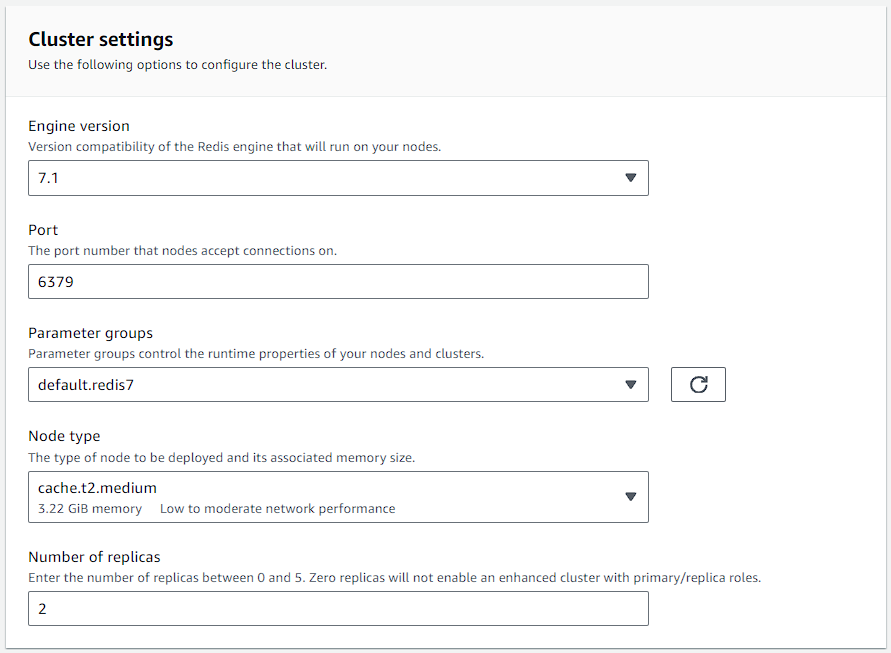 Cluster settings
Use the following options to configure the cluster.
Engine version
Version compatibility of the Redis engine that will run on your nodes.
7.1
Port
The port number that nodes accept connections on.
6379
Parameter groups
Parameter groups control the runtime properties of your nodes and clusters.
default.redis7
Node type
The type of node to be deployed and its associated memory size.
cache.t2.medium
3.22 GiB memory Low to moderate network performance
Number of replicas
Enter the number of replicas between 0 and 5. Zero replicas will not enable an enhanced cluster with primary/replica roles.
2